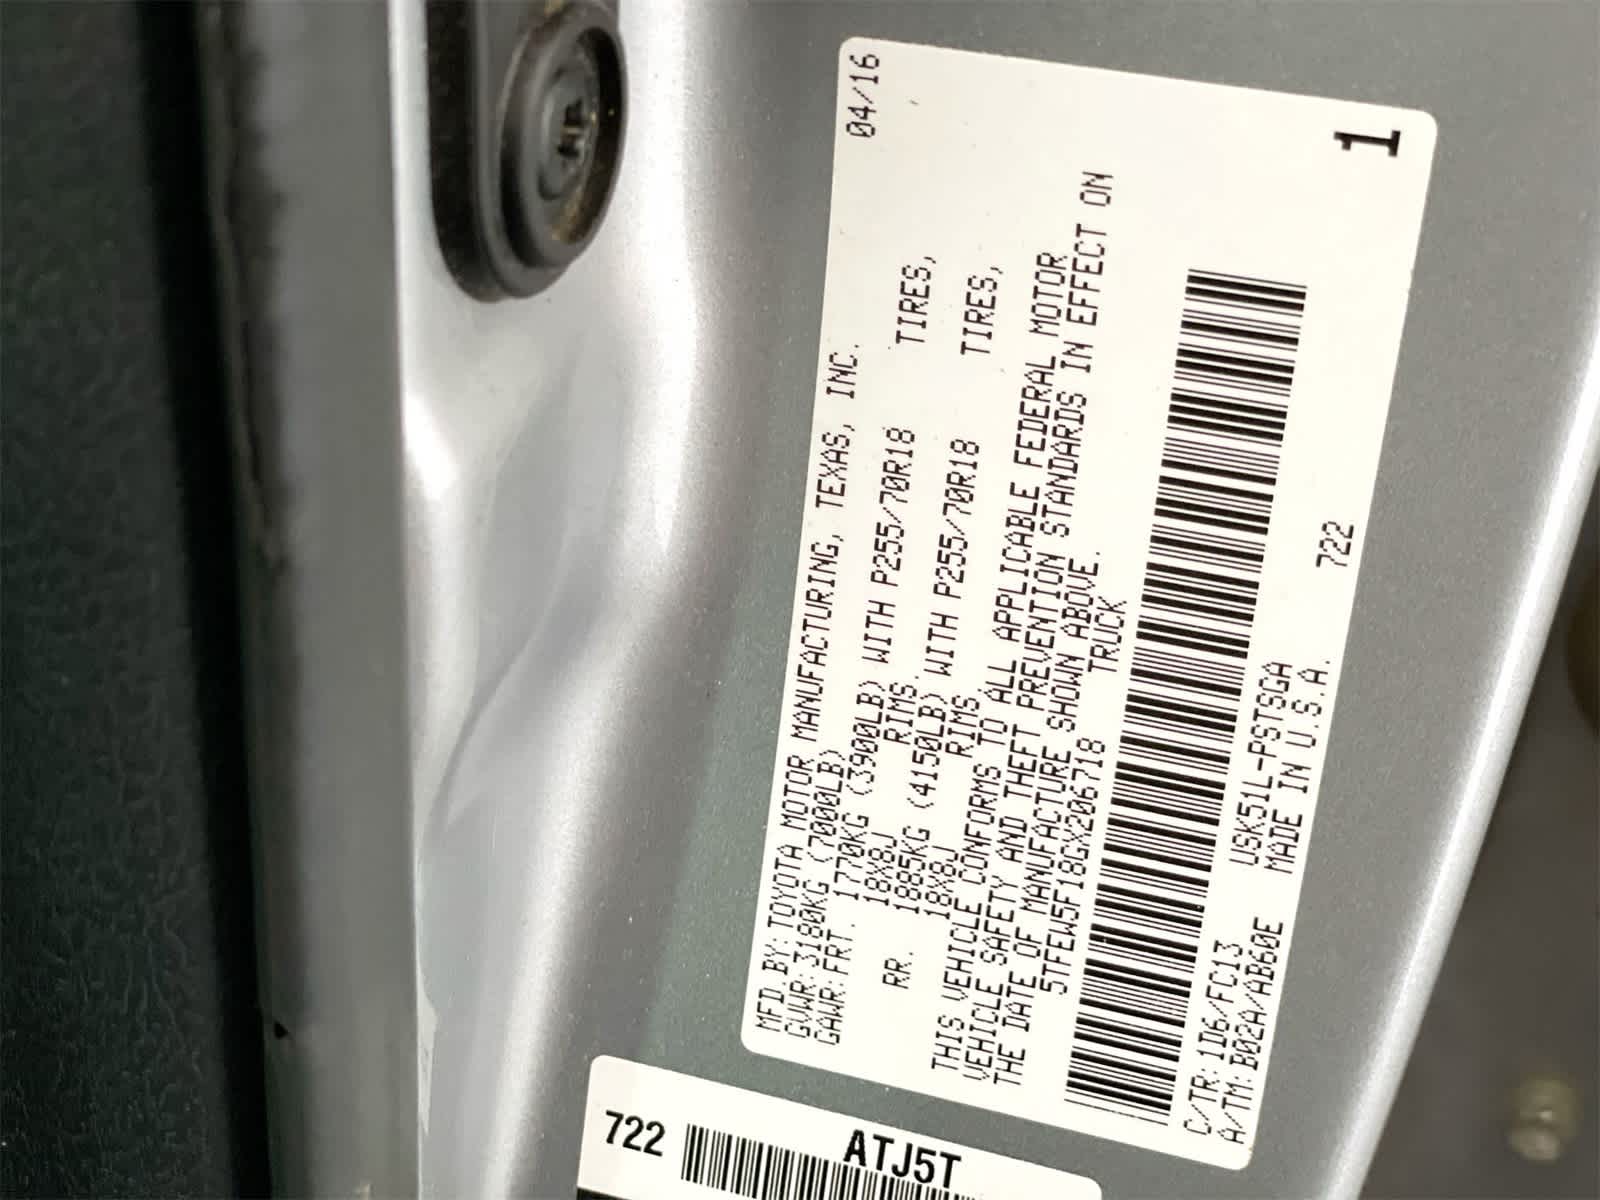 MFD.BY:TOYOTA MOTOR MANUFACTURING, TEXAS, INC. 04/16
GVWR:3180KG (7000LB)
GAWR:FRT. 1770KG (3900LB) WITH P255/70R18 TIRES,
18X8J RIMS.
RR. 1885KG (4150LB) WITH P255/70R18 TIRES,
18X8J RIMS.
THIS VEHICLE CONFORMS TO ALL APPLICABLE FEDERAL MOTOR
VEHICLE SAFETY AND THEFT PREVENTION STANDARDS IN EFFECT ON
THE DATE OF MANUFACTURE SHOWN ABOVE.
5TFEW5F18GX206718 TRUCK
C/TR:1D6/FC13 USK51L-PSTSGA 722
A/TM:B02A/AB60E MADE IN U.S.A.
1
722 ATJ5T